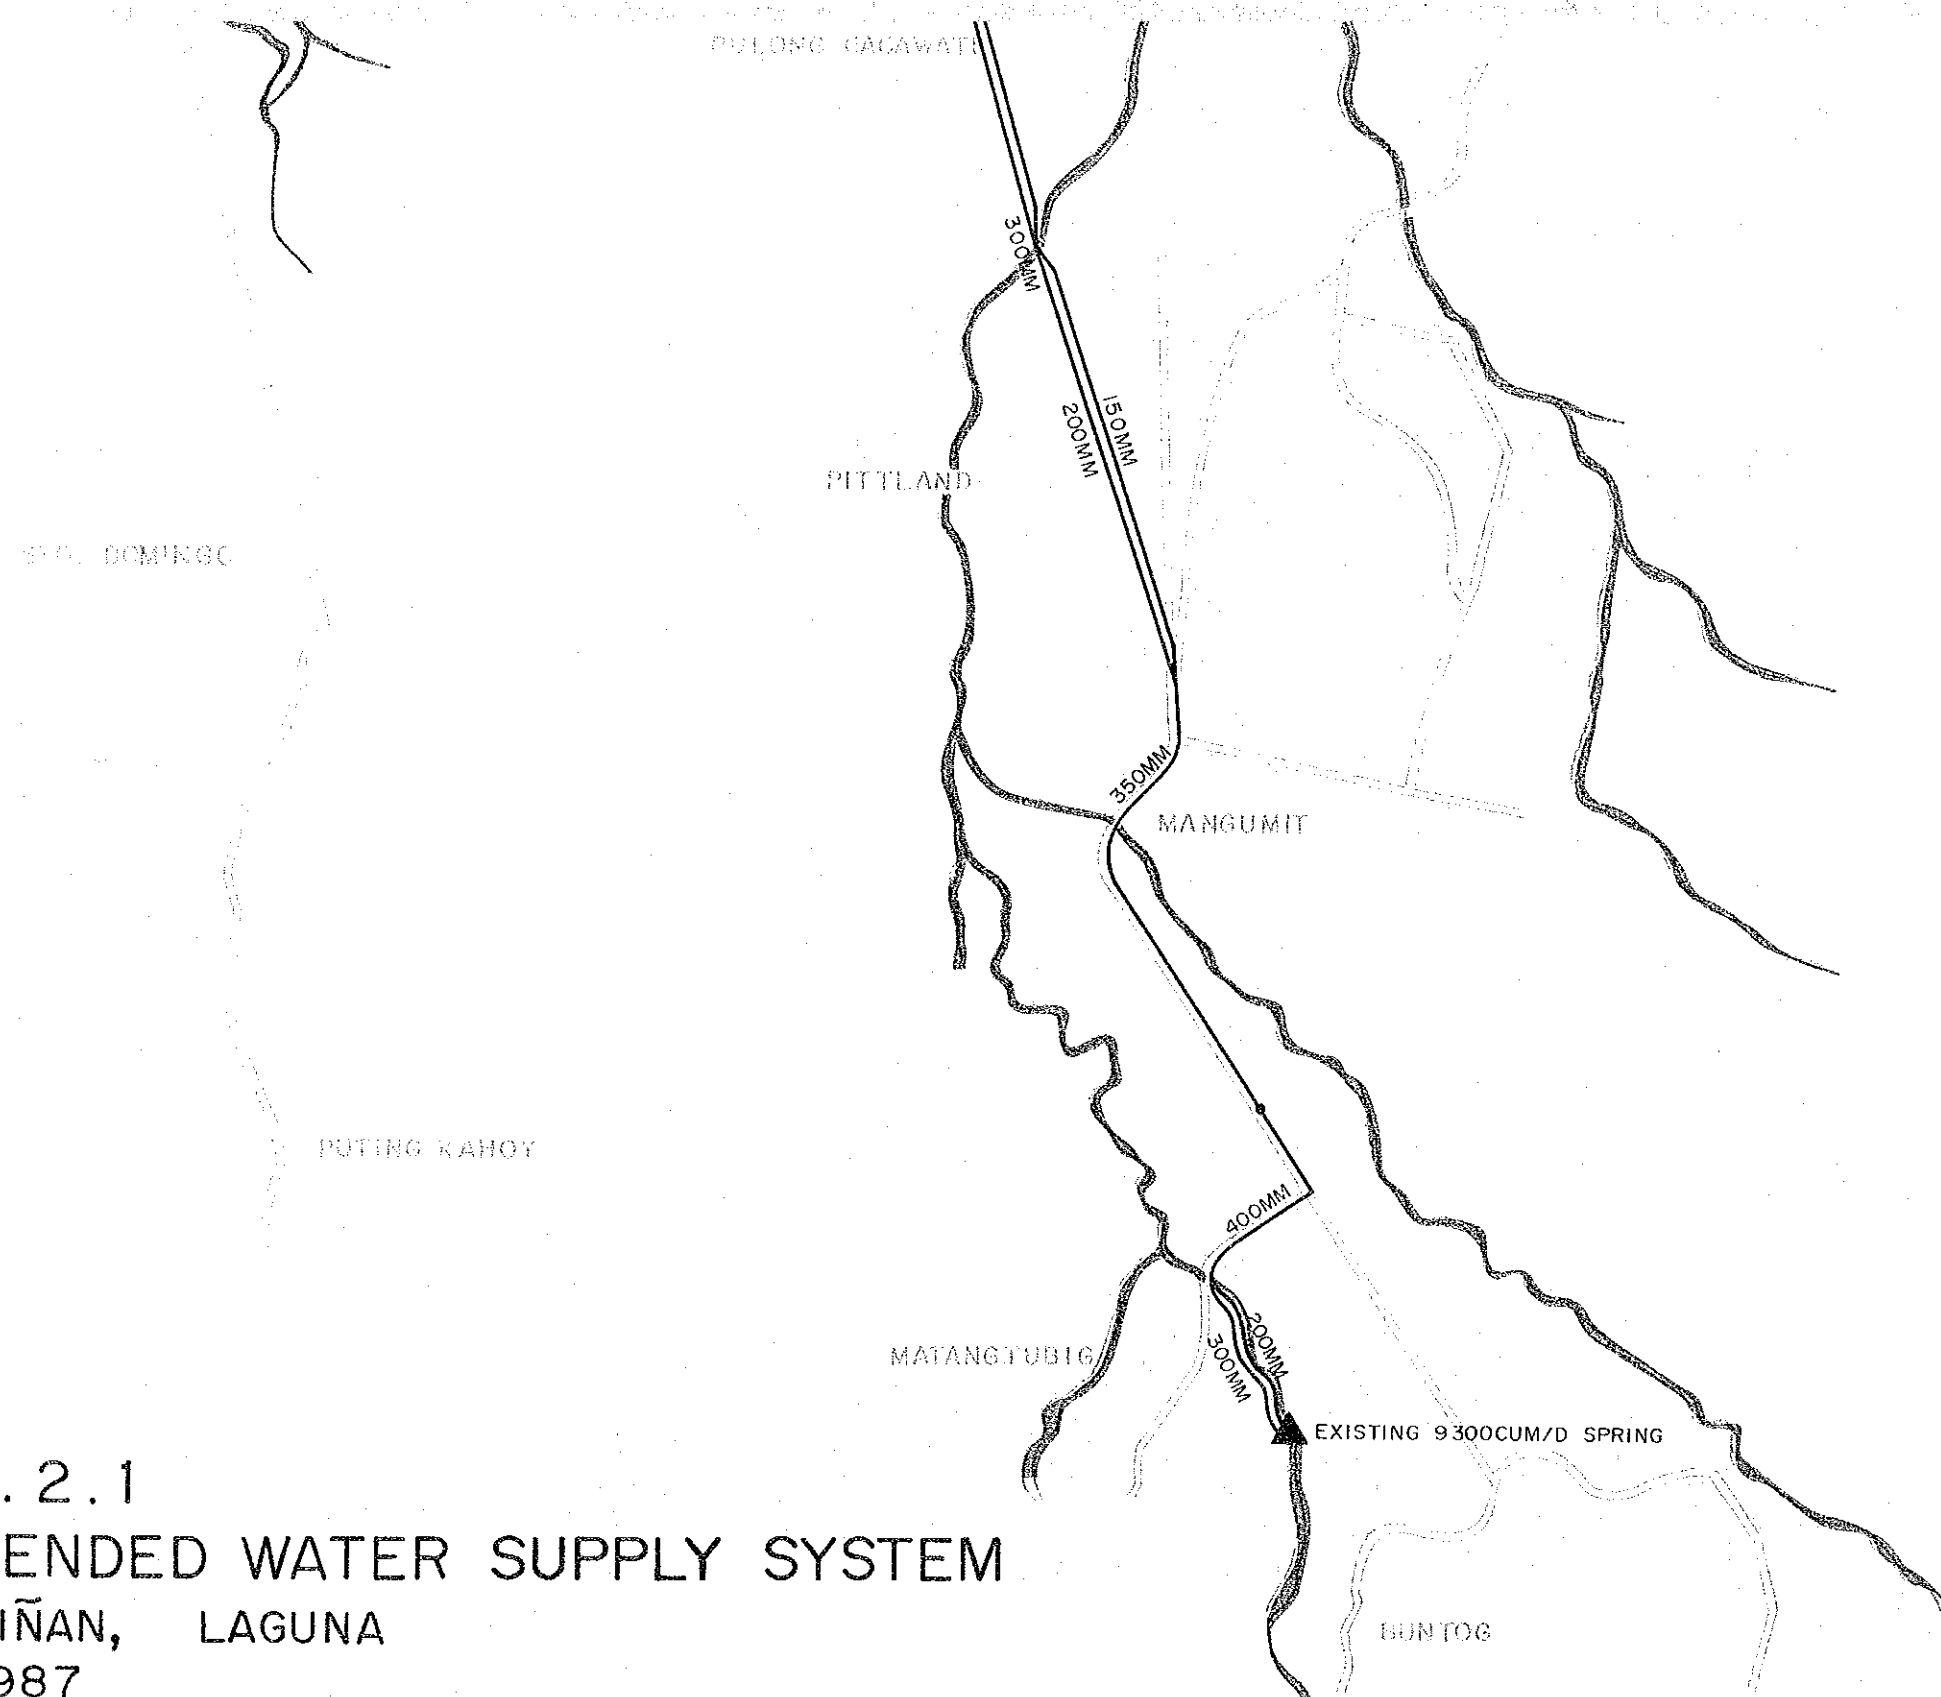 PULONG CACAWATE
300MM
150MM
200MM
PITTLAND
STO. DOMINGO
350MM
MANGUMIT
PUTING KAHOY
400MM
200MM
300MM
MATANGTUBIG
EXISTING 9300CUM/D SPRING
.2.1
ENDED WATER SUPPLY SYSTEM
IÑAN, LAGUNA
BUNTOG
987